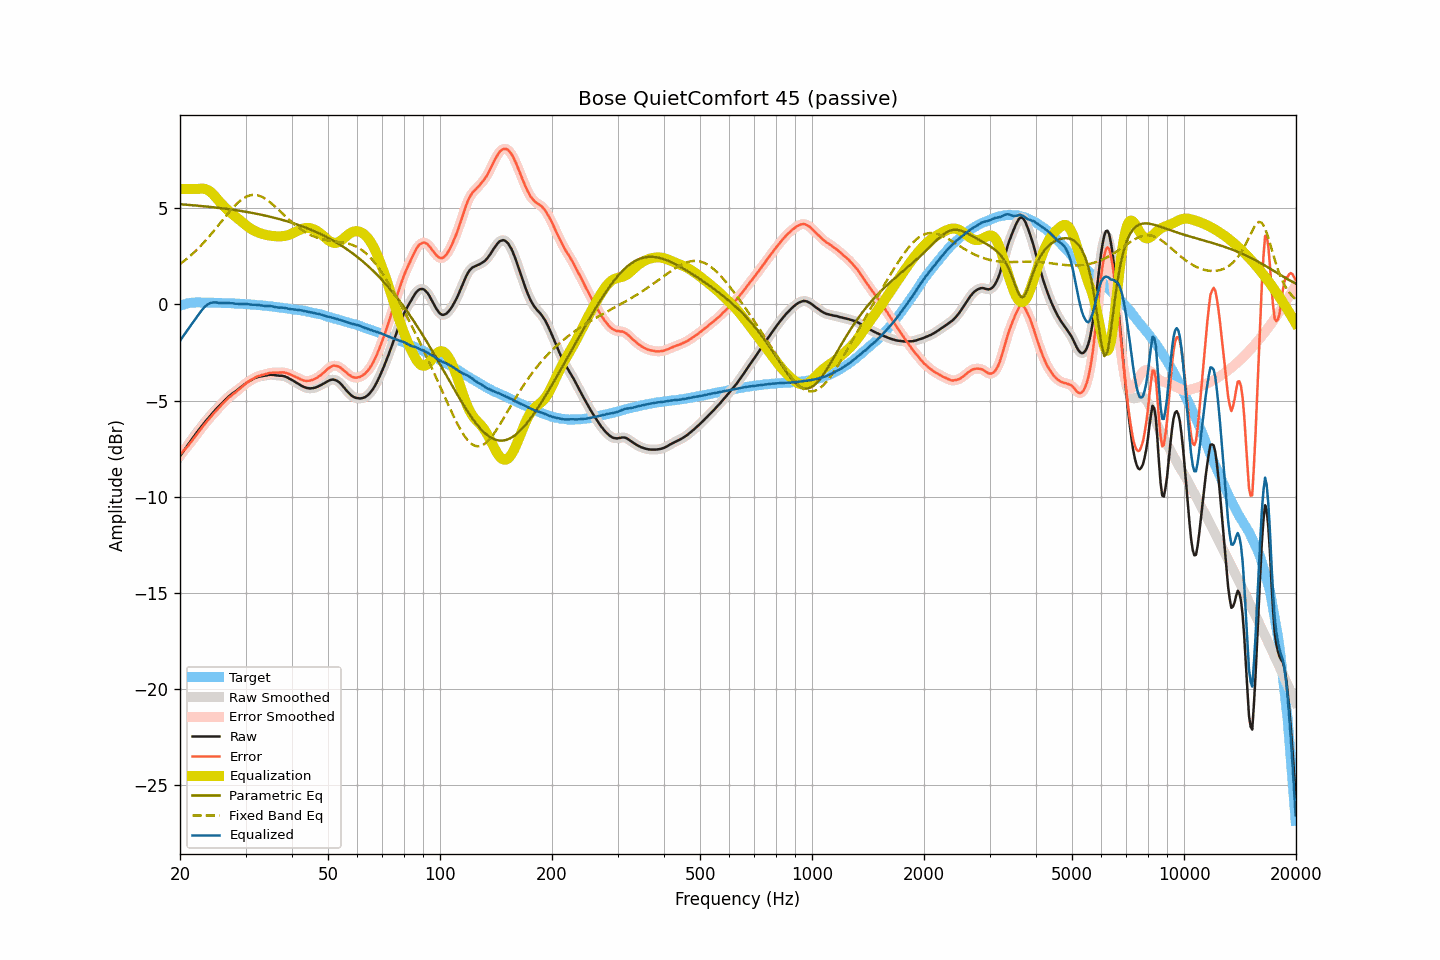 Bose QuietComfort 45 (passive)
5
0
−5
−10
−15
−20
−25
Amplitude (dBr)
Target
Raw Smoothed
Error Smoothed
Raw
Error
Equalization
Parametric Eq
Fixed Band Eq
Equalized
20 50 100 200 500 1000 2000 5000 10000 20000
Frequency (Hz)